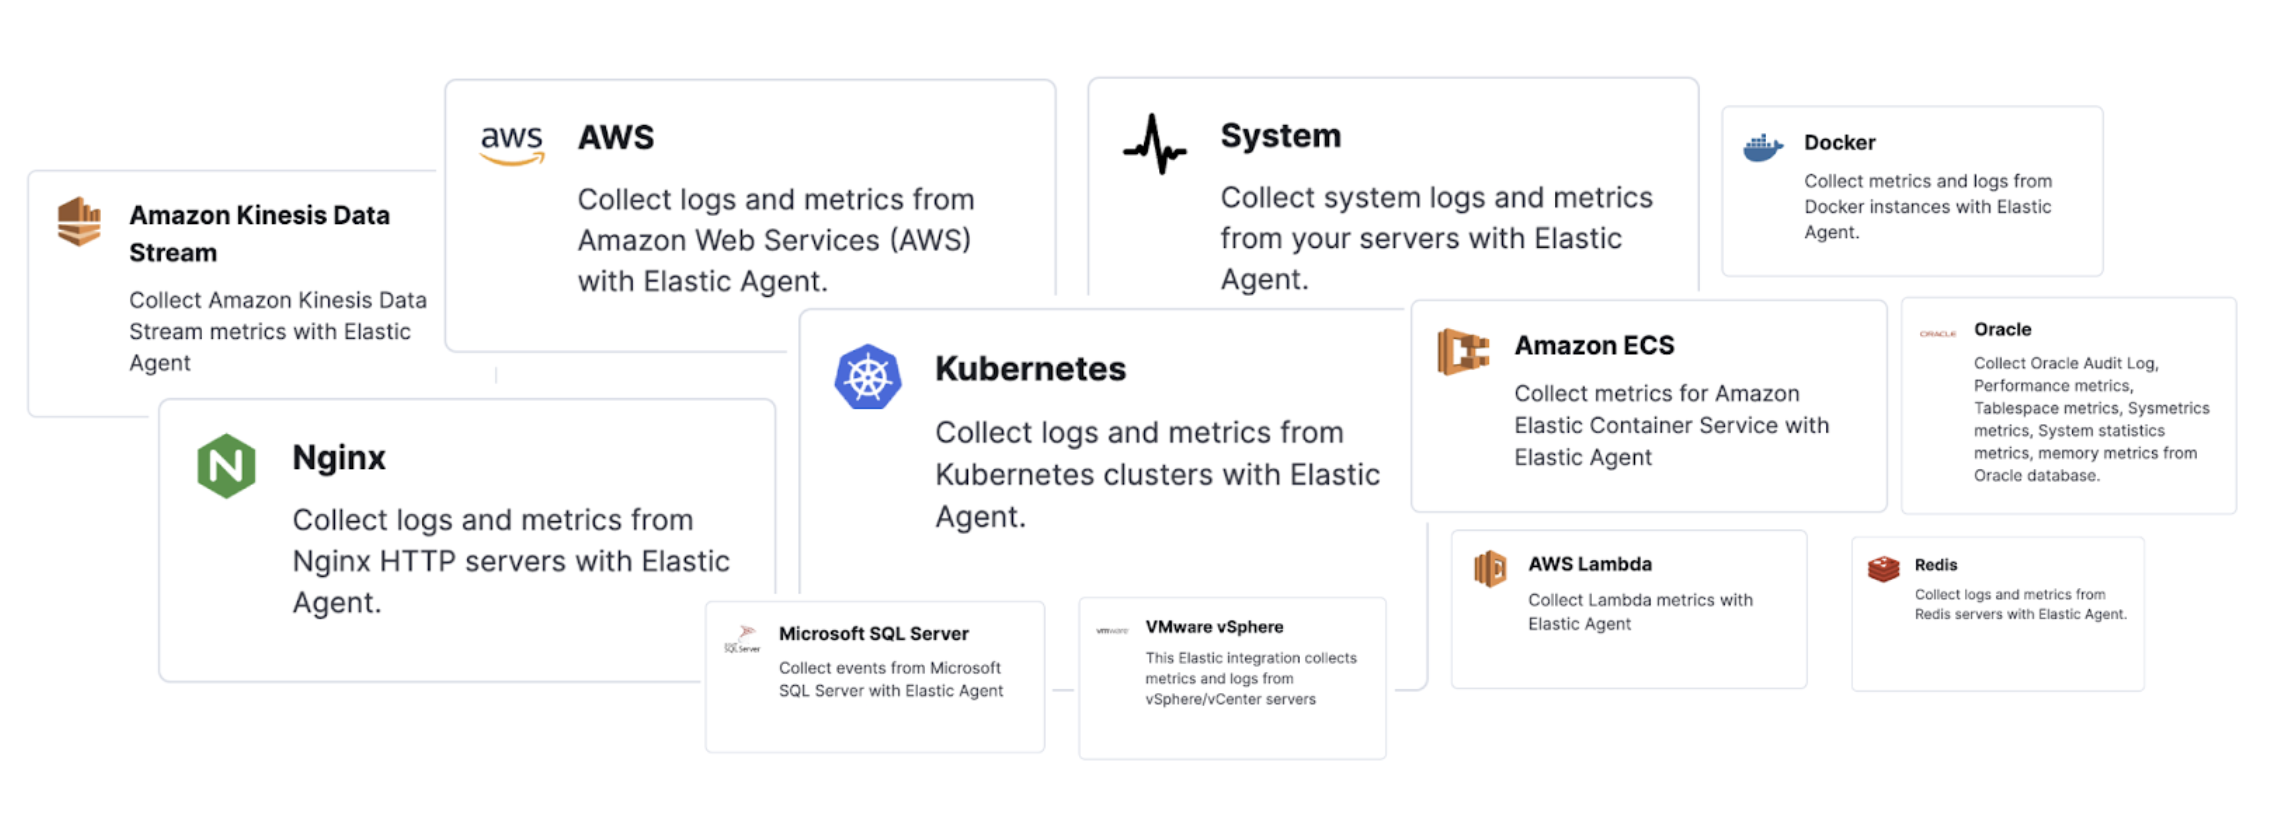 Amazon Kinesis Data
Stream
Collect Amazon Kinesis Data
Stream metrics with Elastic
Agent
aws
AWS
Collect logs and metrics from
Amazon Web Services (AWS)
with Elastic Agent.
System
Collect system logs and metrics
from your servers with Elastic
Agent.
Docker
Collect metrics and logs from
Docker instances with Elastic
Agent.
Nginx
Collect logs and metrics from
Nginx HTTP servers with Elastic
Agent.
Kubernetes
Collect logs and metrics from
Kubernetes clusters with Elastic
Agent.
Amazon ECS
Collect metrics for Amazon
Elastic Container Service with
Elastic Agent
ORACLE
Oracle
Collect Oracle Audit Log,
Performance metrics,
Tablespace metrics, Sysmetrics
metrics, System statistics
metrics, memory metrics from
Oracle database.
SQL Server
Microsoft SQL Server
Collect events from Microsoft
SQL Server with Elastic Agent
vmware
VMware vSphere
This Elastic integration collects
metrics and logs from
vSphere/vCenter servers
AWS Lambda
Collect Lambda metrics with
Elastic Agent
Redis
Collect logs and metrics from
Redis servers with Elastic Agent.